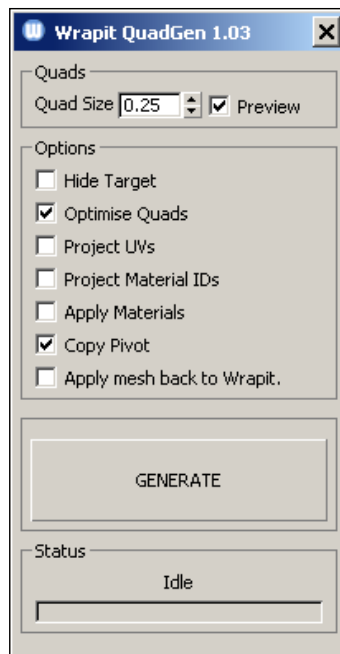 Wrapit QuadGen 1.03
Quads
Quad Size 0.25 Preview
Options
Hide Target
Optimise Quads
Project UVs
Project Material IDs
Apply Materials
Copy Pivot
Apply mesh back to Wrapit.
GENERATE
Status
Idle